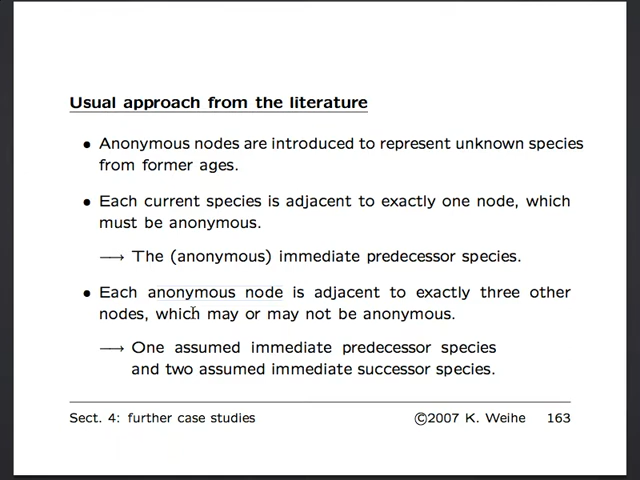 Usual approach from the literature
• Anonymous nodes are introduced to represent unknown species
from former ages.
• Each current species is adjacent to exactly one node, which
must be anonymous.
⟶ The (anonymous) immediate predecessor species.
• Each anonymous node is adjacent to exactly three other
nodes, which may or may not be anonymous.
⟶ One assumed immediate predecessor species
and two assumed immediate successor species.
Sect. 4: further case studies ©2007 K. Weihe 163